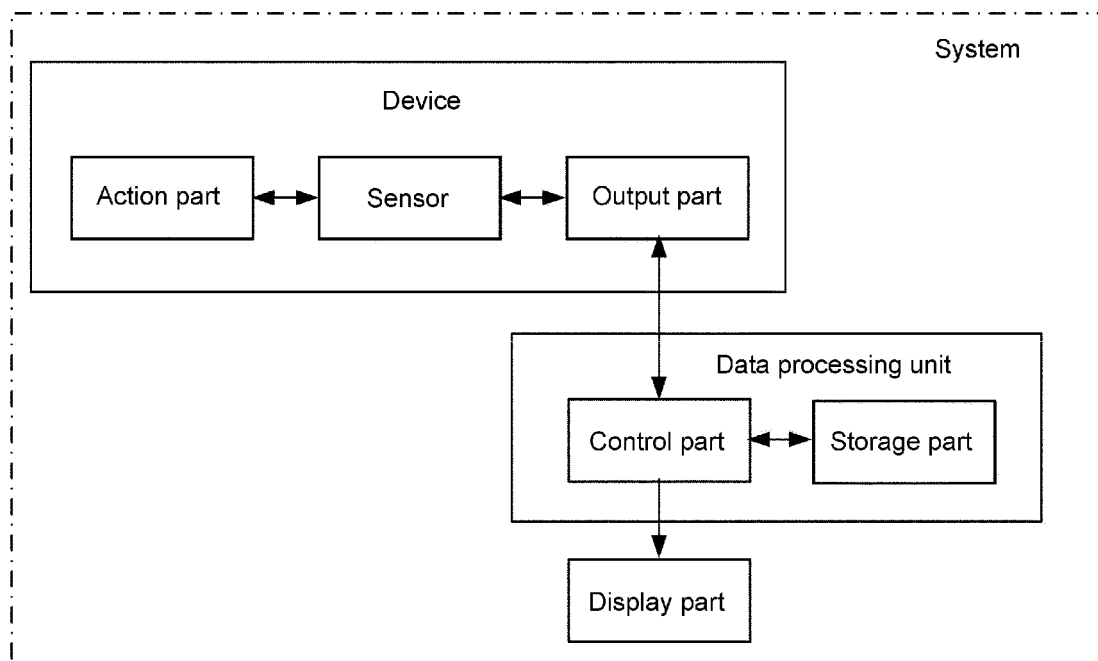 System
Device
Action part
Sensor
Output part
Data processing unit
Control part
Storage part
Display part